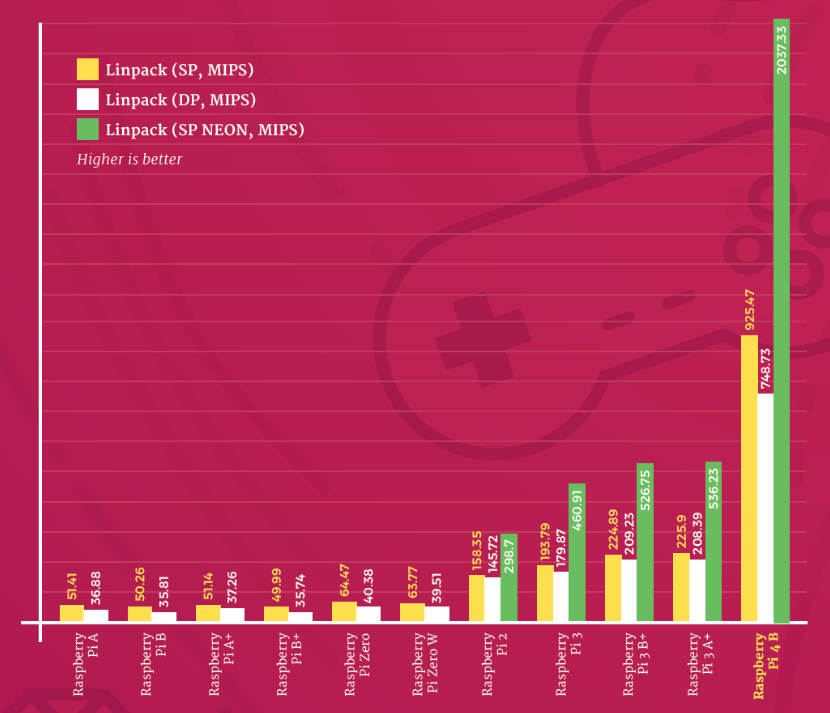 Linpack (SP, MIPS)
Linpack (DP, MIPS)
Linpack (SP NEON, MIPS)
Higher is better
51.41
36.88
50.26
35.81
51.14
37.26
49.99
35.74
64.47
40.38
63.77
39.51
158.35
145.72
298.7
193.79
179.87
460.91
224.89
209.23
526.75
225.9
208.39
536.23
925.47
748.73
2037.33
Raspberry
Pi A
Raspberry
Pi B
Raspberry
Pi A+
Raspberry
Pi B+
Raspberry
Pi Zero
Raspberry
Pi Zero W
Raspberry
Pi 2
Raspberry
Pi 3
Raspberry
Pi 3 B+
Raspberry
Pi 3 A+
Raspberry
Pi 4 B